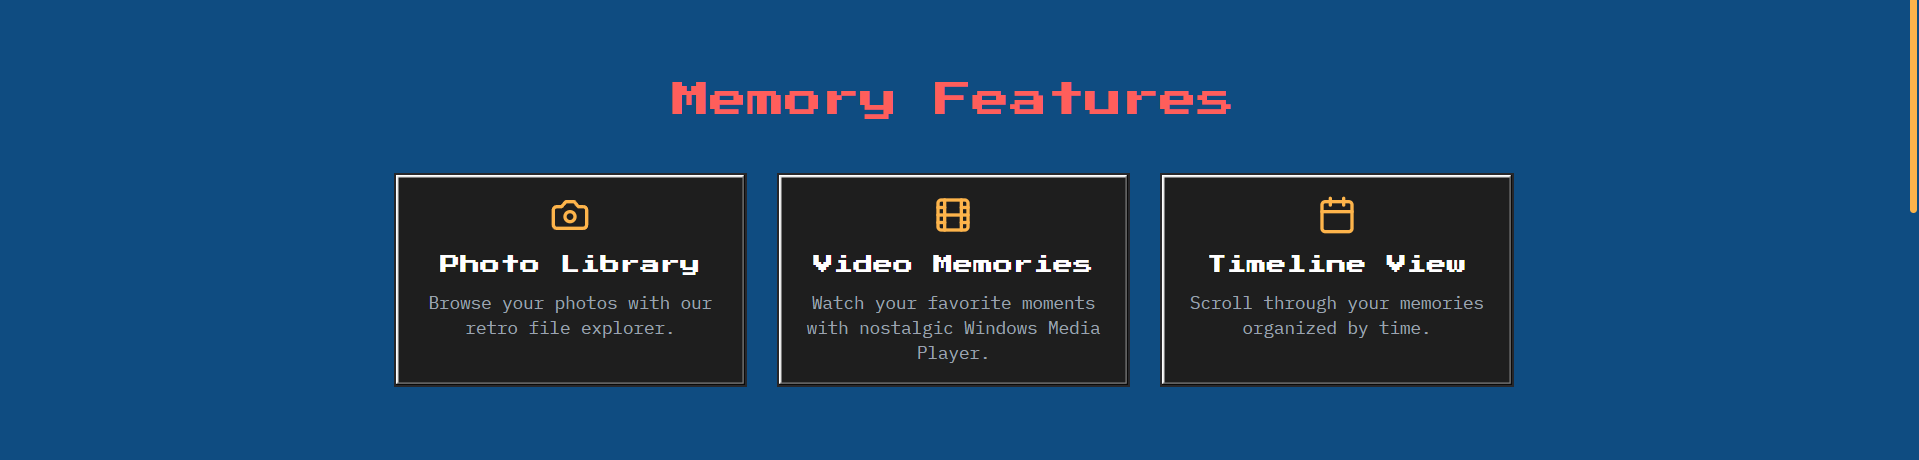 Memory Features
Photo Library
Browse your photos with our
retro file explorer.
Video Memories
Watch your favorite moments
with nostalgic Windows Media
Player.
Timeline View
Scroll through your memories
organized by time.